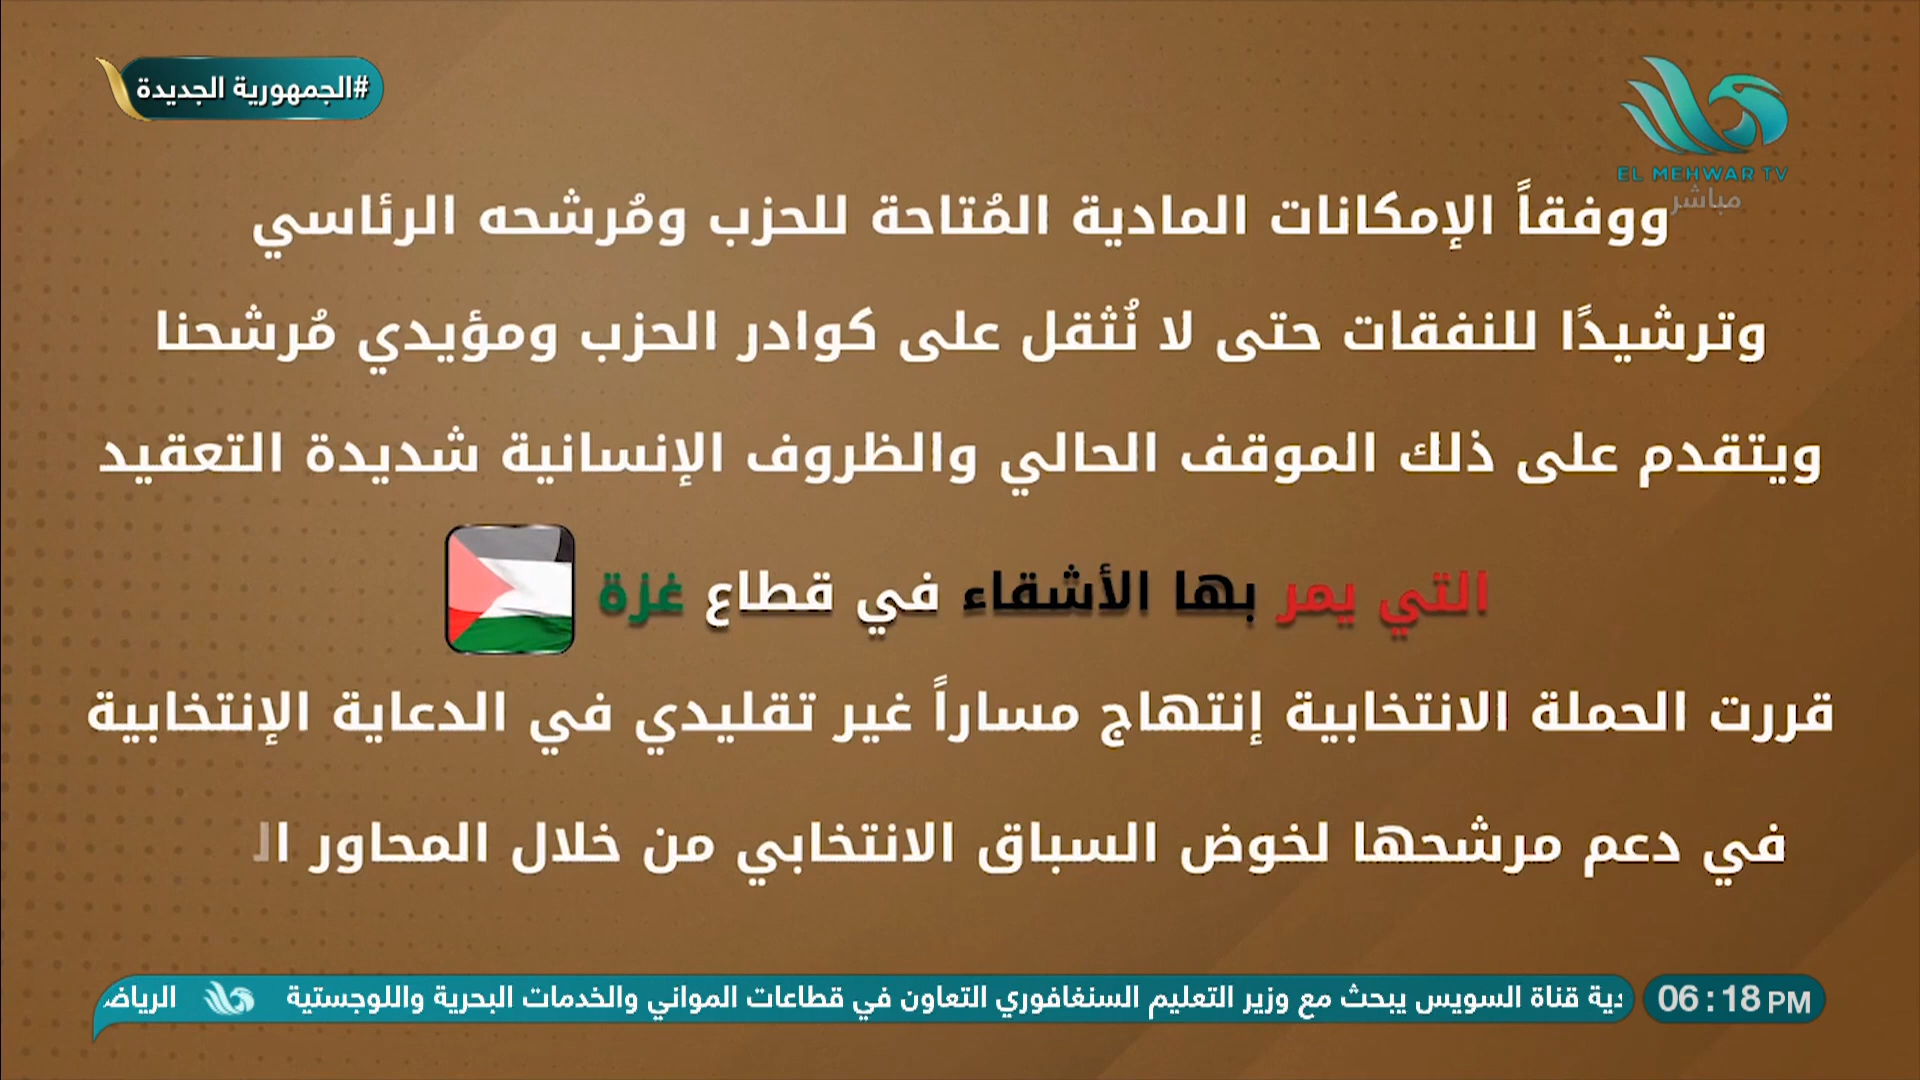 #الجمهورية الجديدة
EL MEHWAR TV
مباشر
ووفقاً الإمكانات المادية المُتاحة للحزب ومُرشحه الرئاسي
وترشيدًا للنفقات حتى لا نُثقل على كوادر الحزب ومؤيدي مُرشحنا
ويتقدم على ذلك الموقف الحالي والظروف الإنسانية شديدة التعقيد
التي يمر بها الأشقاء في قطاع غزة
قررت الحملة الانتخابية إنتهاج مساراً غير تقليدي في الدعاية الإنتخابية
في دعم مرشحها لخوض السباق الانتخابي من خلال المحاور ال
دية قناة السويس يبحث مع وزير التعليم السنغافوري التعاون في قطاعات المواني والخدمات البحرية واللوجستية
الرياض
06:18 PM